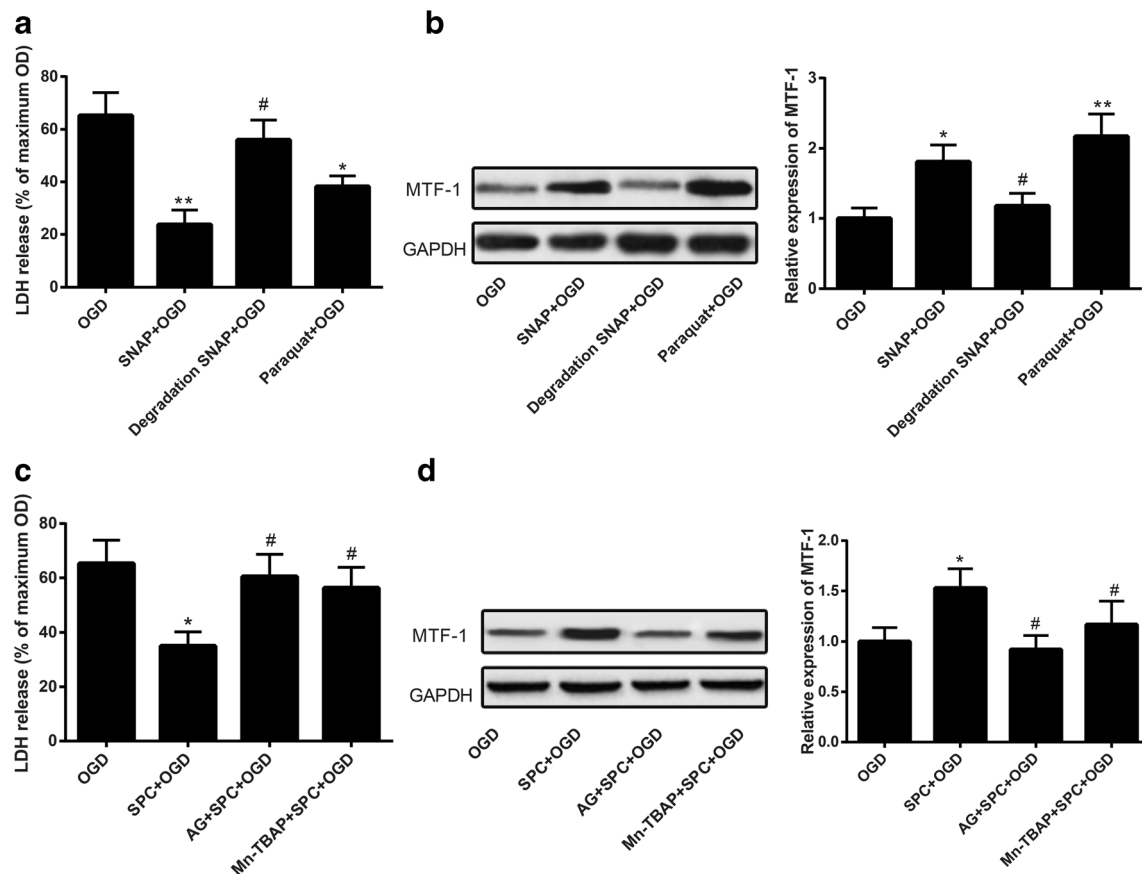 a
LDH release (% of maximum OD)
80
60
40
20
0
**
#
*
OGD
SNAP+OGD
Degradation SNAP+OGD
Paraquat+OGD
b
MTF-1
GAPDH
OGD
SNAP+OGD
Degradation SNAP+OGD
Paraquat+OGD
Relative expression of MTF-1
3
2
1
0
*
#
**
OGD
SNAP+OGD
Degradation SNAP+OGD
Paraquat+OGD
c
LDH release (% of maximum OD)
80
60
40
20
0
*
#
#
OGD
SPC+OGD
AG+SPC+OGD
Mn-TBAP+SPC+OGD
d
MTF-1
GAPDH
OGD
SPC+OGD
AG+SPC+OGD
Mn-TBAP+SPC+OGD
Relative expression of MTF-1
2.0
1.5
1.0
0.5
0.0
*
#
#
OGD
SPC+OGD
AG+SPC+OGD
Mn-TBAP+SPC+OGD